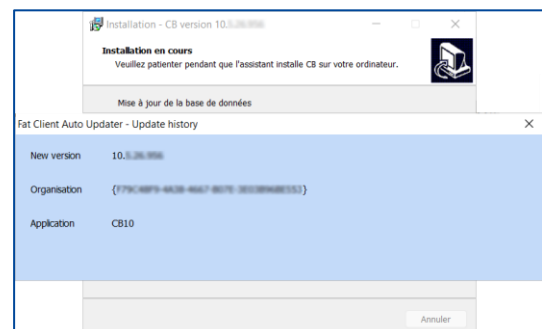 Installation - CB version 10.
Installation en cours
Veuillez patienter pendant que l'assistant installe CB sur votre ordinateur.
Mise à jour de la base de données
Fat Client Auto Updater - Update history
New version 10.
Organisation { }
Application CB10
Annuler